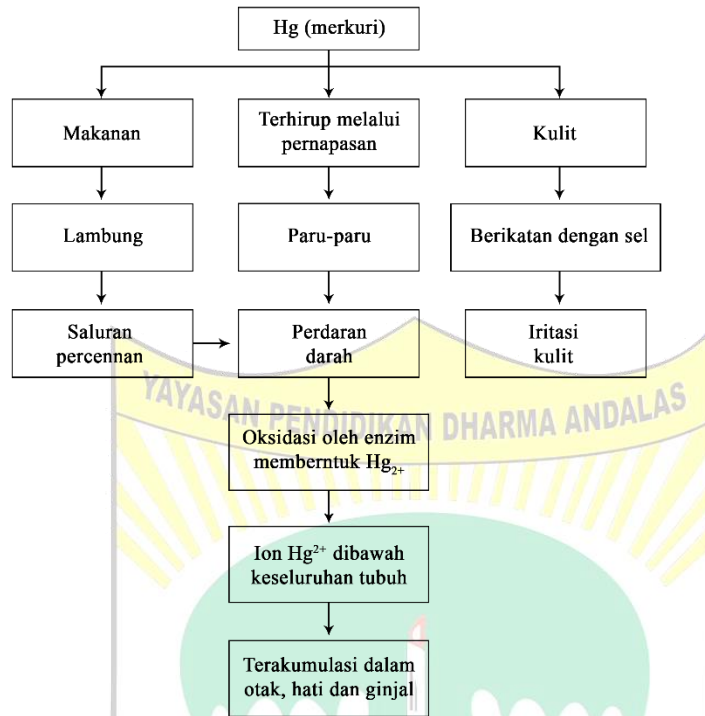 Hg (merkuri)
Makanan
Terhirup melalui
pernapasan
Kulit
Lambung
Paru-paru
Berikatan dengan sel
Saluran
percennan
Perdaran
darah
Iritasi
kulit
YAYASAN PENDIDIKAN DHARMA ANDALAS
Oksidasi oleh enzim
memberntuk Hg₂₊
Ion Hg²⁺ dibawah
keseluruhan tubuh
Terakumulasi dalam
otak, hati dan ginjal